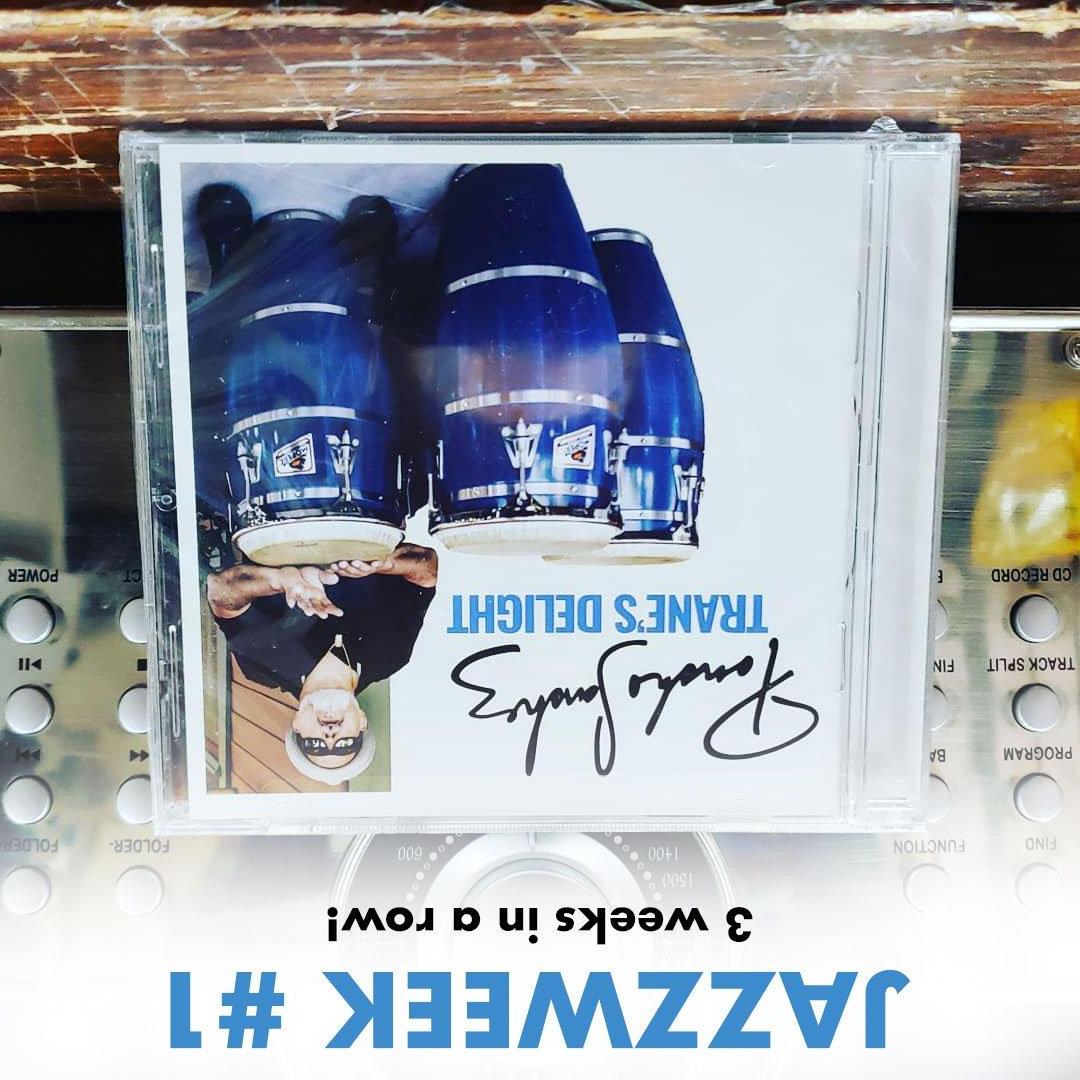 JAZZWEEK #1
3 weeks in a row!
1500
1400
600
FIND
FUNCTION
FOLDER-
PROGRAM
Poncho Sanchez
TRANE'S DELIGHT
TRACK SPLIT
CD RECORD
POWER